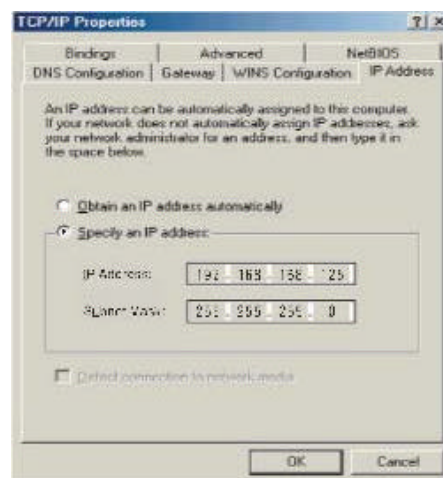 TCP/IP Properties
? ×
Bindings Advanced NetBIOS
DNS Configuration Gateway WINS Configuration IP Address
An IP address can be automatically assigned to this computer.
If your network does not automatically assign IP addresses, ask
your network administrator for an address, and then type it in
the space below.
Obtain an IP address automatically
Specify an IP address:
IP Address: 192 . 168 . 168 . 125
Subnet Mask: 255 . 255 . 255 . 0
Detect connection to network media
OK Cancel